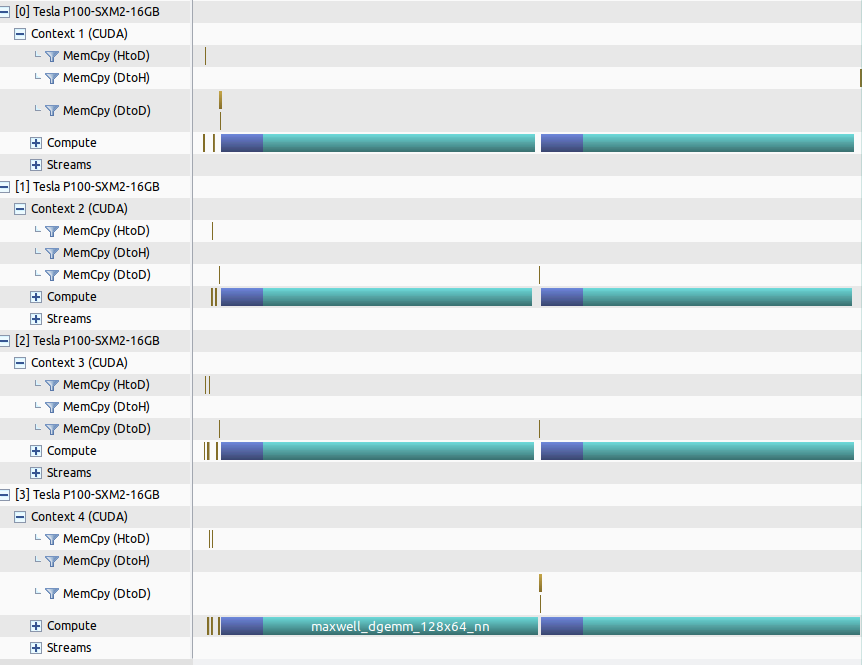 [0] Tesla P100-SXM2-16GB
Context 1 (CUDA)
MemCpy (HtoD)
MemCpy (DtoH)
MemCpy (DtoD)
Compute
Streams
[1] Tesla P100-SXM2-16GB
Context 2 (CUDA)
MemCpy (HtoD)
MemCpy (DtoH)
MemCpy (DtoD)
Compute
Streams
[2] Tesla P100-SXM2-16GB
Context 3 (CUDA)
MemCpy (HtoD)
MemCpy (DtoH)
MemCpy (DtoD)
Compute
Streams
[3] Tesla P100-SXM2-16GB
Context 4 (CUDA)
MemCpy (HtoD)
MemCpy (DtoH)
MemCpy (DtoD)
Compute maxwell_dgemm_128x64_nn
Streams